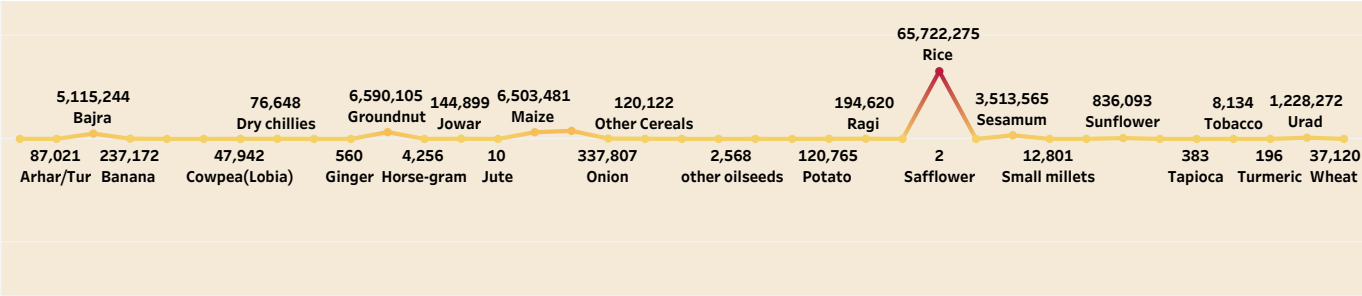 65,722,275
Rice
5,115,244
Bajra
76,648
Dry chillies
6,590,105
Groundnut
144,899
Jowar
6,503,481
Maize
120,122
Other Cereals
194,620
Ragi
3,513,565
Sesamum
836,093
Sunflower
8,134
Tobacco
1,228,272
Urad
87,021
Arhar/Tur
237,172
Banana
47,942
Cowpea(Lobia)
560
Ginger
4,256
Horse-gram
10
Jute
337,807
Onion
2,568
other oilseeds
120,765
Potato
2
Safflower
12,801
Small millets
383
Tapioca
196
Turmeric
37,120
Wheat